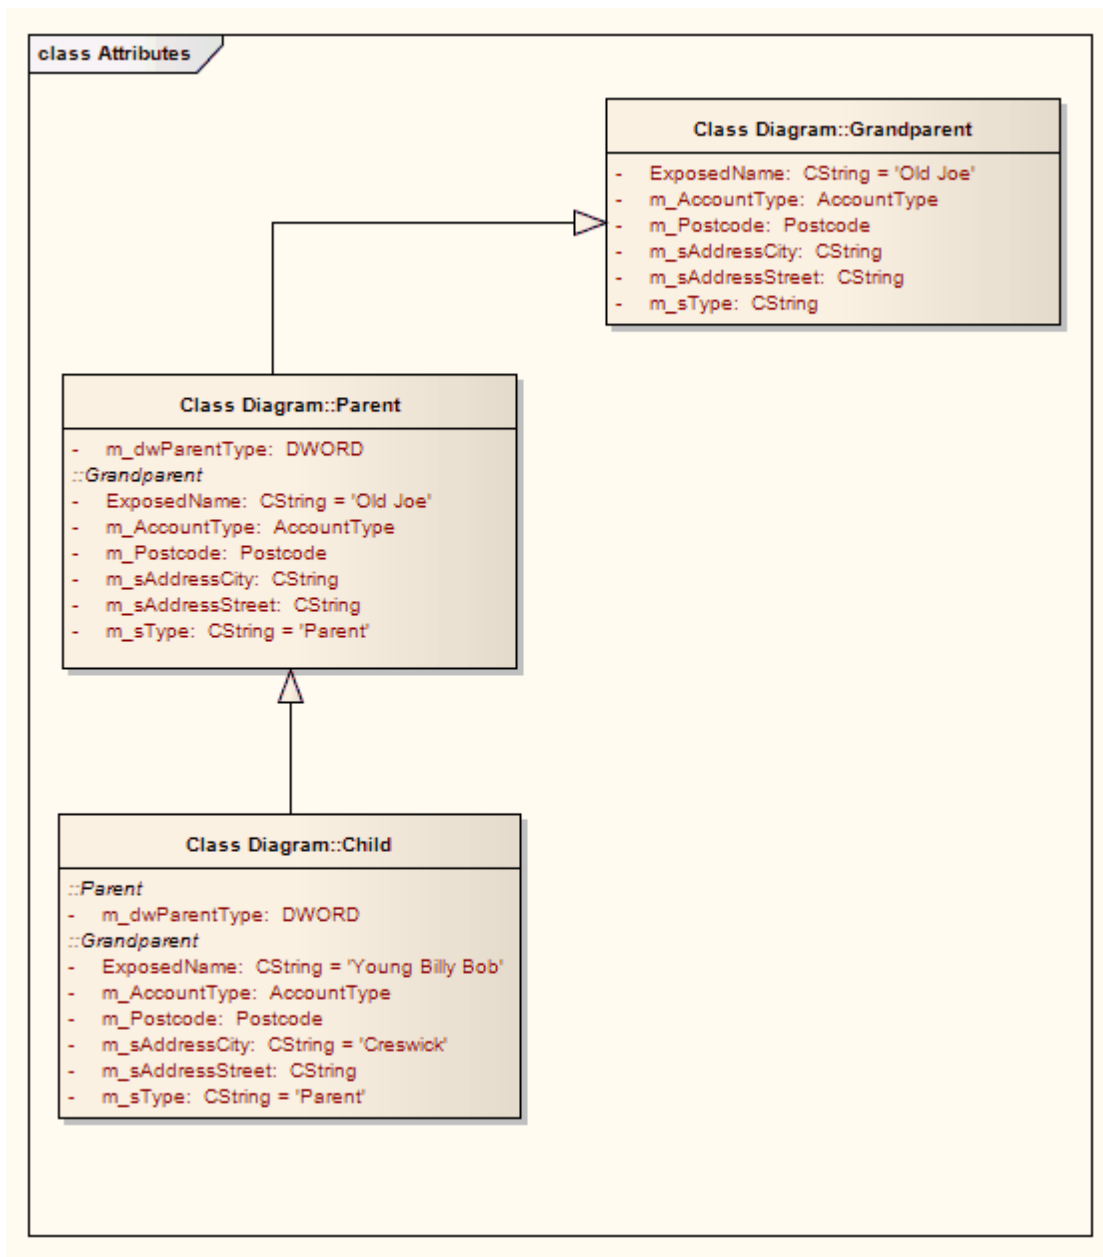 class Attributes
Class Diagram::Grandparent
- ExposedName: CString = 'Old Joe'
- m_AccountType: AccountType
- m_Postcode: Postcode
- m_sAddressCity: CString
- m_sAddressStreet: CString
- m_sType: CString
Class Diagram::Parent
- m_dwParentType: DWORD
::Grandparent
- ExposedName: CString = 'Old Joe'
- m_AccountType: AccountType
- m_Postcode: Postcode
- m_sAddressCity: CString
- m_sAddressStreet: CString
- m_sType: CString = 'Parent'
Class Diagram::Child
::Parent
- m_dwParentType: DWORD
::Grandparent
- ExposedName: CString = 'Young Billy Bob'
- m_AccountType: AccountType
- m_Postcode: Postcode
- m_sAddressCity: CString = 'Creswick'
- m_sAddressStreet: CString
- m_sType: CString = 'Parent'